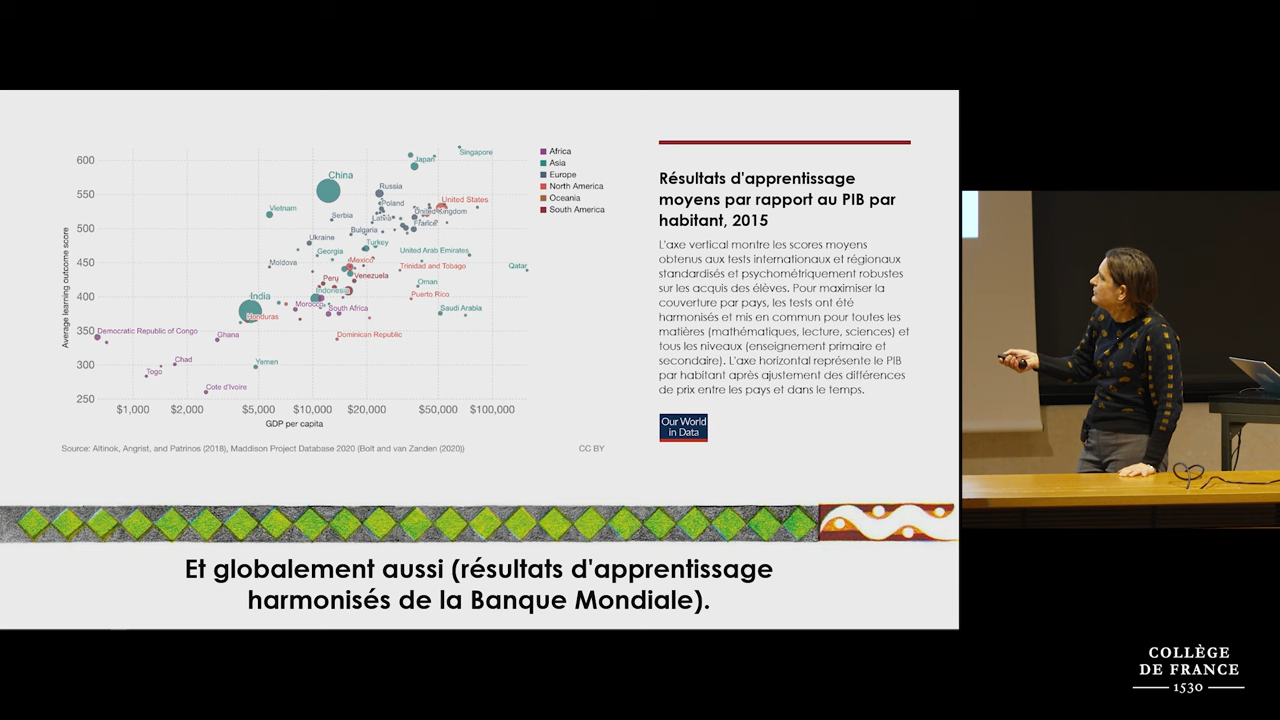 600
550
500
450
400
350
300
250
Average learning outcome score
$1,000
$2,000
$5,000
$10,000
$20,000
$50,000
$100,000
GDP per capita
Singapore
Japan
China
Russia
United States
Poland
Vietnam
Serbia
Latvia
United Kingdom
France
Bulgaria
Ukraine
Turkey
Georgia
United Arab Emirates
Moldova
Mexico
Trinidad and Tobago
Qatar
Peru
Venezuela
Oman
Indonesia
India
Puerto Rico
Morocco
South Africa
Saudi Arabia
Honduras
Democratic Republic of Congo
Ghana
Dominican Republic
Chad
Yemen
Togo
Cote d'Ivoire
Africa
Asia
Europe
North America
Oceania
South America
Source: Altinok, Angrist, and Patrinos (2018), Maddison Project Database 2020 (Bolt and van Zanden (2020))
CC BY
Résultats d'apprentissage
moyens par rapport au PIB par
habitant, 2015
L'axe vertical montre les scores moyens
obtenus aux tests internationaux et régionaux
standardisés et psychométriquement robustes
sur les acquis des élèves. Pour maximiser la
couverture par pays, les tests ont été
harmonisés et mis en commun pour toutes les
matières (mathématiques, lecture, sciences) et
tous les niveaux (enseignement primaire et
secondaire). L'axe horizontal représente le PIB
par habitant après ajustement des différences
de prix entre les pays et dans le temps.
Our World
in Data
Et globalement aussi (résultats d'apprentissage
harmonisés de la Banque Mondiale).
COLLÈGE
DE FRANCE
1530